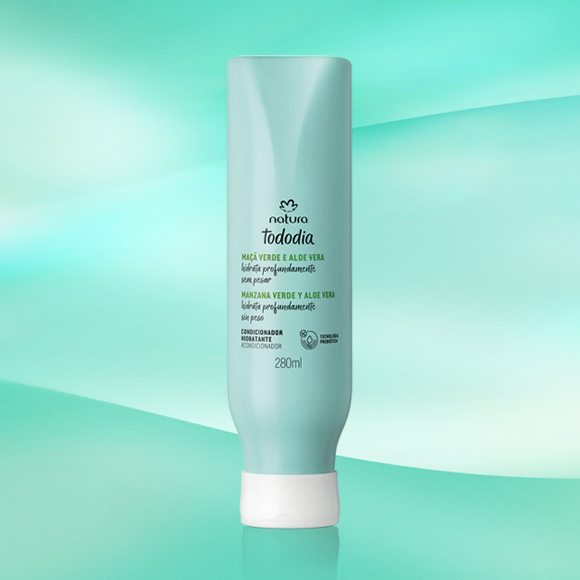 natura
tododia
MAÇÃ VERDE E ALOE VERA
hidrata profundamente
sem pesar
MANZANA VERDE Y ALOE VERA
hidrata profundamente
sin peso
CONDICIONADOR
HIDRATANTE
ACONDICIONADOR
TECNOLOGIA
PREBIÓTICA
280ml